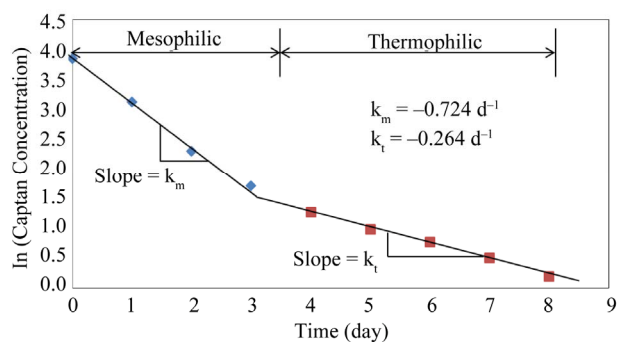 4.5
4.0
3.5
3.0
2.5
2.0
1.5
1.0
0.5
0.0
ln (Captan Concentration)
Mesophilic
Thermophilic
k_m = –0.724 d⁻¹
k_t = –0.264 d⁻¹
Slope = k_m
Slope = k_t
0 1 2 3 4 5 6 7 8 9
Time (day)